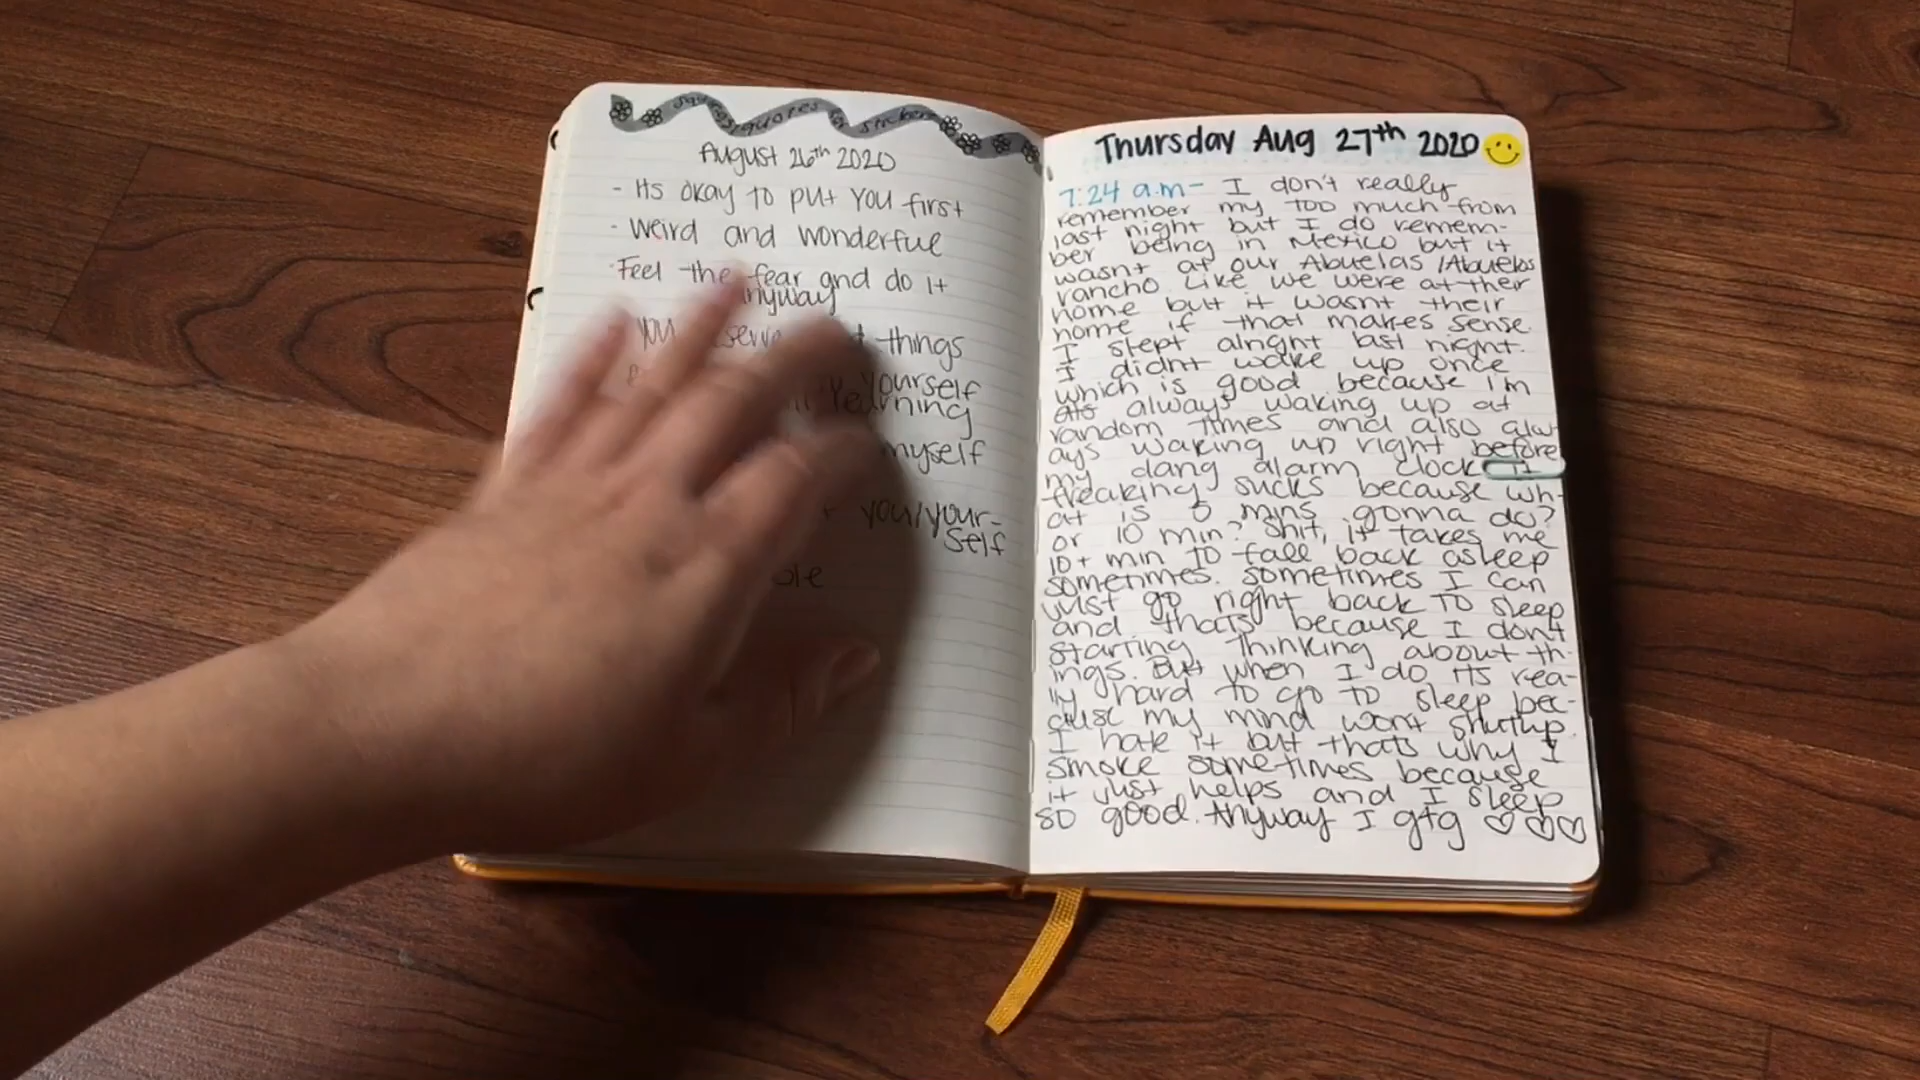 Sayings/quotes for stickers
August 26th 2020
- Its okay to put you first
- Weird and wonderful
Feel the fear and do it
anyway
you things
yourself
learning
myself
you/your-
Self
Thursday Aug 27th 2020
7:24 a.m- I don't really
remember my too much from
last night but I do remem-
ber being in Mexico but it
wasnt at our Abuelas/Abuelos
rancho. Like we were at their
home but it wasnt their
home if that makes sense.
I slept alright last night.
I didnt wake up once
which is good because I'm
always waking up at
random times and also alw-
ays waking up right before
my dang alarm clock. It
freaking sucks because wh-
at is 5 mins gonna do?
or 10 min? Shit, it takes me
10+ min to fall back asleep
sometimes. sometimes I can
just go right back to sleep
and thats because I dont
starting thinking about th-
ings. But when I do its rea-
lly hard to go to sleep bec-
ause my mind wont shutup.
I hate it but thats why I
smoke sometimes because
it just helps and I sleep
so good. Anyway I gtg